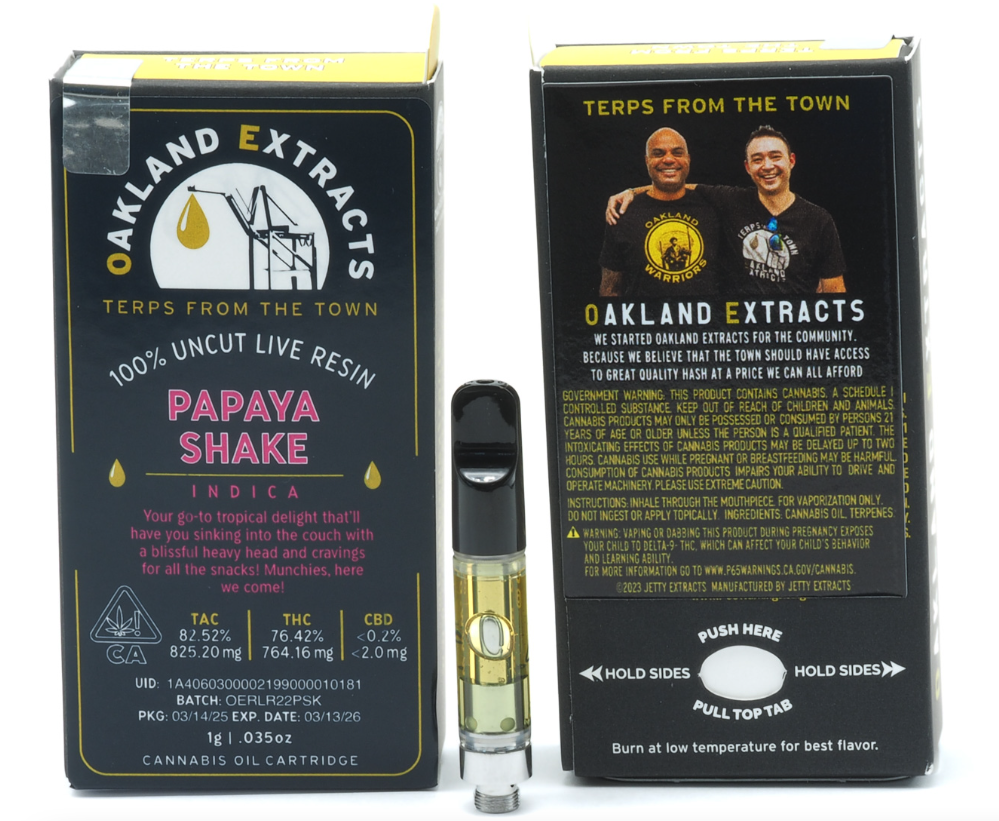 TERPS FROM
THE TOWN
OAKLAND EXTRACTS
TERPS FROM THE TOWN
100% UNCUT LIVE RESIN
PAPAYA
SHAKE
INDICA
Your go-to tropical delight that'll
have you sinking into the couch with
a blissful heavy head and cravings
for all the snacks! Munchies, here
we come!
TAC THC CBD
82.52% 76.42% <0.2%
825.20 mg 764.16 mg <2.0 mg
CA
UID: 1A4060300002199000010181
BATCH: OERLR22PSK
PKG: 03/14/25 EXP. DATE: 03/13/26
1g | .035oz
CANNABIS OIL CARTRIDGE
TERPS FROM THE TOWN
OAKLAND
WARRIORS
OAKLAND EXTRACTS
WE STARTED OAKLAND EXTRACTS FOR THE COMMUNITY.
BECAUSE WE BELIEVE THAT THE TOWN SHOULD HAVE ACCESS
TO GREAT QUALITY HASH AT A PRICE WE CAN ALL AFFORD
GOVERNMENT WARNING: THIS PRODUCT CONTAINS CANNABIS, A SCHEDULE I
CONTROLLED SUBSTANCE. KEEP OUT OF REACH OF CHILDREN AND ANIMALS.
CANNABIS PRODUCTS MAY ONLY BE POSSESSED OR CONSUMED BY PERSONS 21
YEARS OF AGE OR OLDER UNLESS THE PERSON IS A QUALIFIED PATIENT. THE
INTOXICATING EFFECTS OF CANNABIS PRODUCTS MAY BE DELAYED UP TO TWO
HOURS. CANNABIS USE WHILE PREGNANT OR BREASTFEEDING MAY BE HARMFUL.
CONSUMPTION OF CANNABIS PRODUCTS IMPAIRS YOUR ABILITY TO DRIVE AND
OPERATE MACHINERY. PLEASE USE EXTREME CAUTION.
INSTRUCTIONS: INHALE THROUGH THE MOUTHPIECE. FOR VAPORIZATION ONLY.
DO NOT INGEST OR APPLY TOPICALLY. INGREDIENTS: CANNABIS OIL, TERPENES
WARNING: VAPING OR DABBING THIS PRODUCT DURING PREGNANCY EXPOSES
YOUR CHILD TO DELTA-9- THC, WHICH CAN AFFECT YOUR CHILD'S BEHAVIOR
AND LEARNING ABILITY.
FOR MORE INFORMATION GO TO WWW.P65WARNINGS.CA.GOV/CANNABIS.
©2023 JETTY EXTRACTS MANUFACTURED BY JETTY EXTRACTS
PUSH HERE
HOLD SIDES HOLD SIDES
PULL TOP TAB
Burn at low temperature for best flavor.